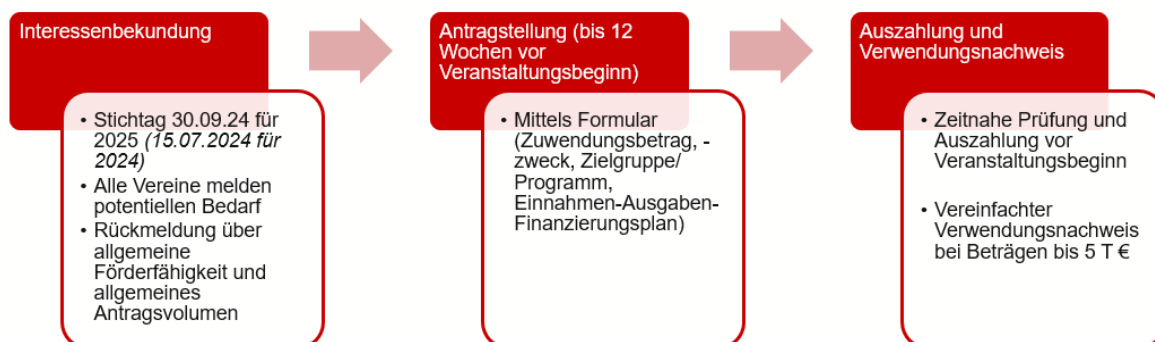 Interessenbekundung
• Stichtag 30.09.24 für
2025 (15.07.2024 für
2024)
• Alle Vereine melden
potentiellen Bedarf
• Rückmeldung über
allgemeine
Förderfähigkeit und
allgemeines
Antragsvolumen
Antragstellung (bis 12
Wochen vor
Veranstaltungsbeginn)
• Mittels Formular
(Zuwendungsbetrag, -
zweck, Zielgruppe/
Programm,
Einnahmen-Ausgaben-
Finanzierungsplan)
Auszahlung und
Verwendungsnachweis
• Zeitnahe Prüfung und
Auszahlung vor
Veranstaltungsbeginn
• Vereinfachter
Verwendungsnachweis
bei Beträgen bis 5 T €